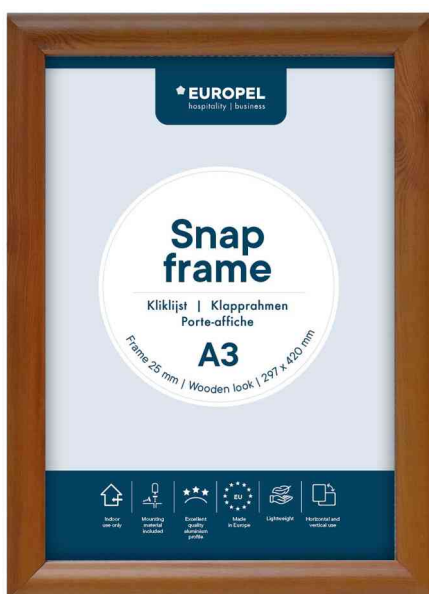 EUROPEL
hospitality | business
Snap
frame
Kliklijst | Klapprahmen
Porte-affiche
A3
Frame 25 mm | Wooden look | 297 x 420 mm
Indoor
use only
Mounting
material
included
Excellent
quality
aluminium
profile
EU
Made
in Europe
Lightweight
Horizontal and
vertical use